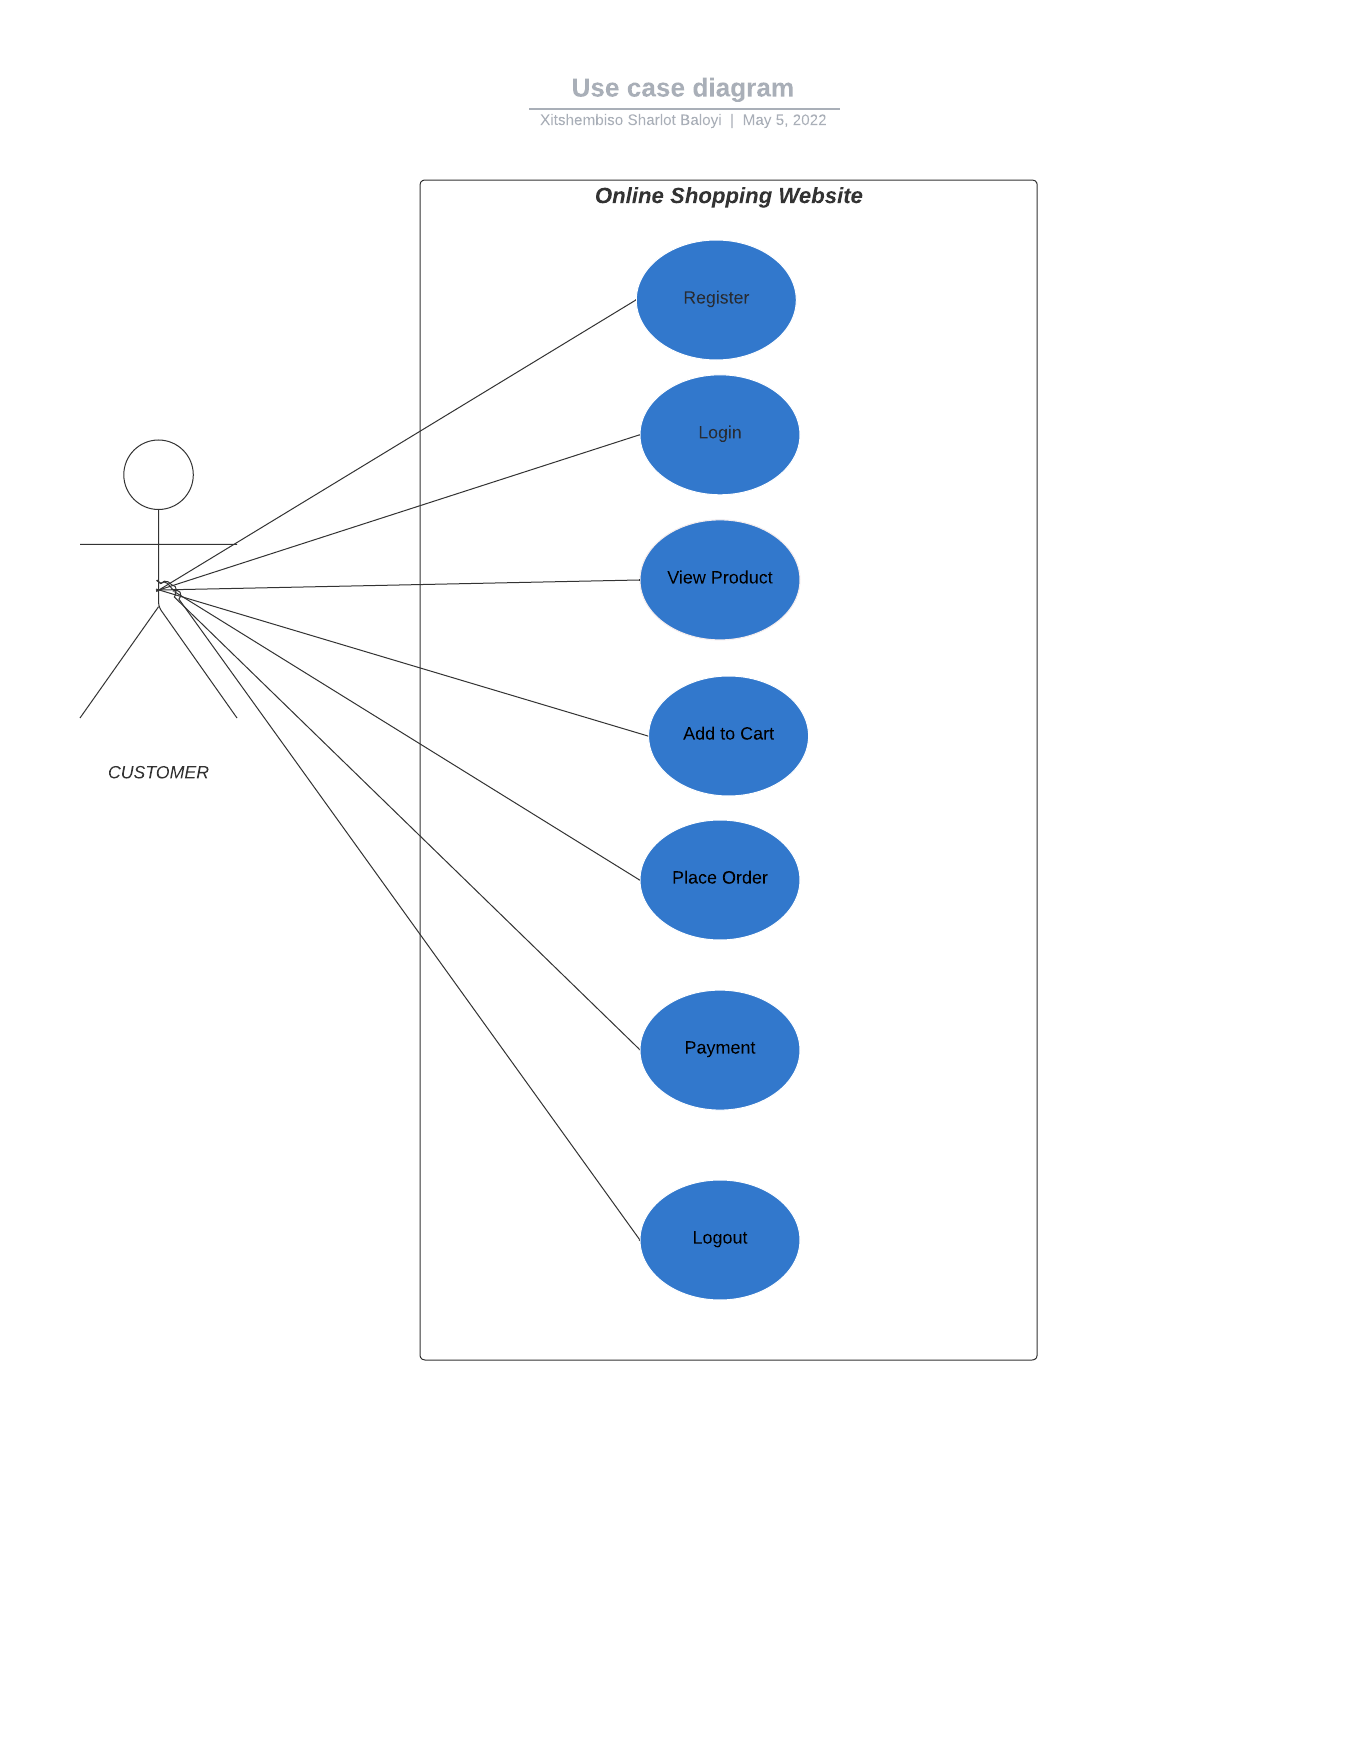 Use case diagram
Xitshembiso Sharlot Baloyi | May 5, 2022
Online Shopping Website
Register
Login
View Product
Add to Cart
CUSTOMER
Place Order
Payment
Logout